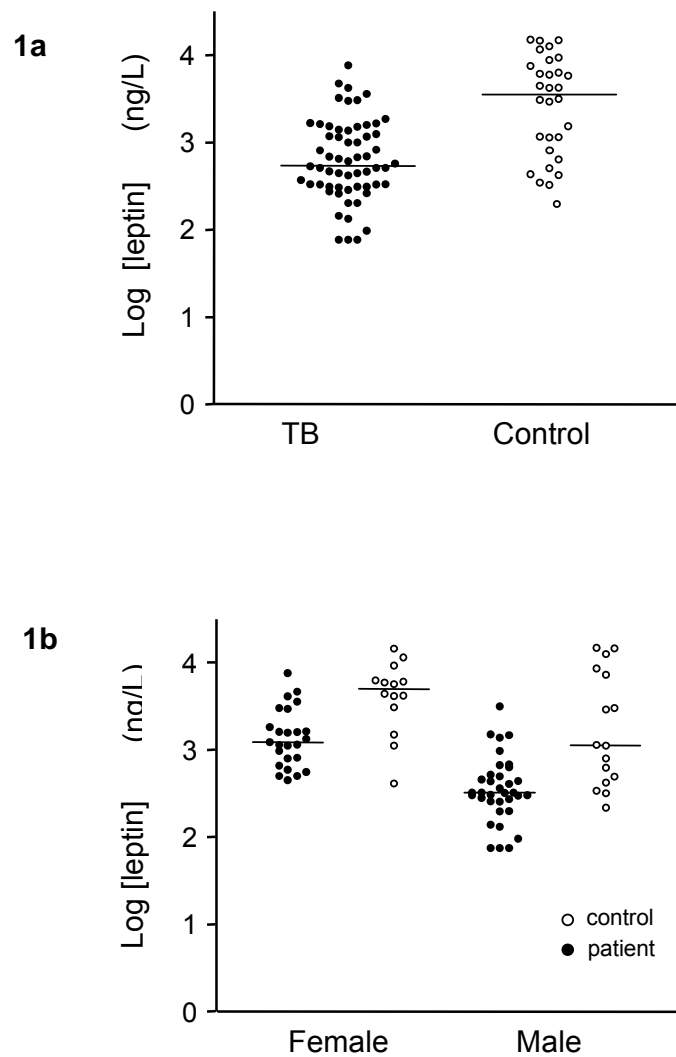 1a
Log [leptin] (ng/L)
4
3
2
1
0
TB Control
1b
Log [leptin] (ng/L)
4
3
2
1
0
control
patient
Female Male